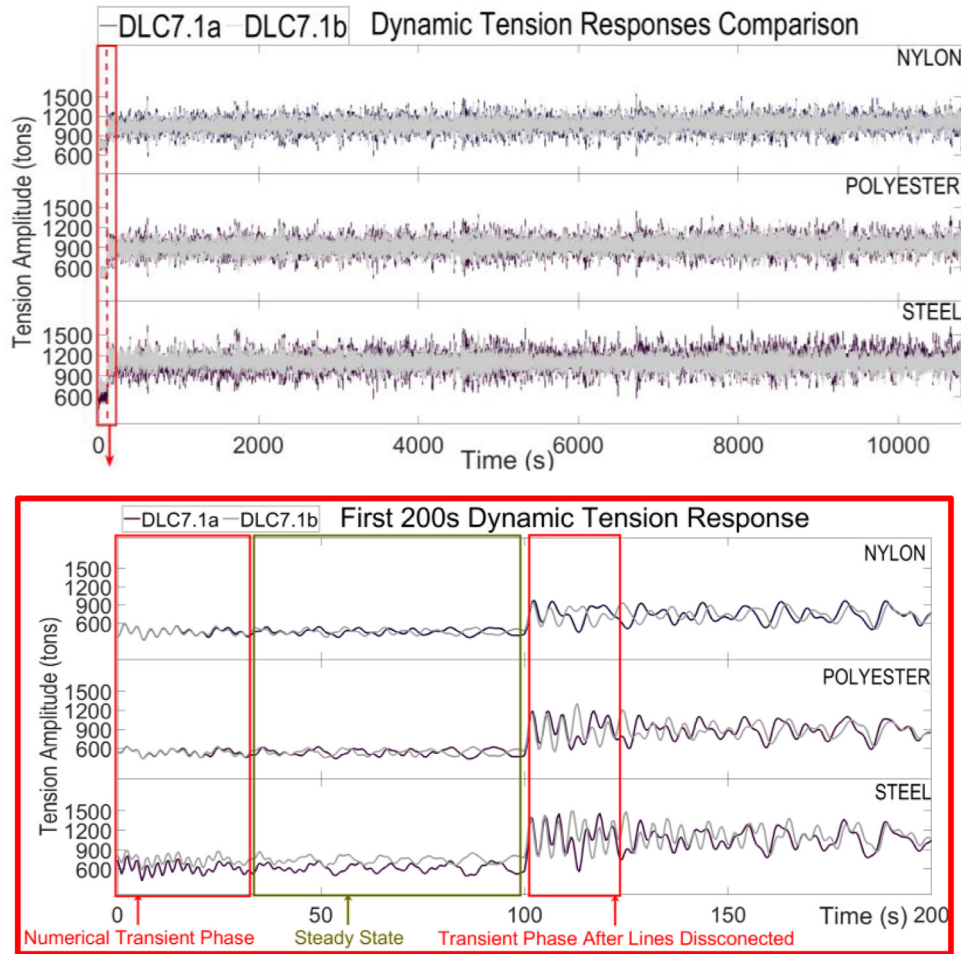 DLC7.1a DLC7.1b Dynamic Tension Responses Comparison
NYLON
1500
1200
900
600
POLYESTER
1500
1200
900
600
STEEL
1500
1200
900
600
Tension Amplitude (tons)
0 2000 4000 6000 8000 10000
Time (s)
DLC7.1a DLC7.1b First 200s Dynamic Tension Response
NYLON
1500
1200
900
600
POLYESTER
1500
1200
900
600
STEEL
1500
1200
900
600
Tension Amplitude (tons)
0 50 100 150 Time (s) 200
Numerical Transient Phase Steady State Transient Phase After Lines Dissconected